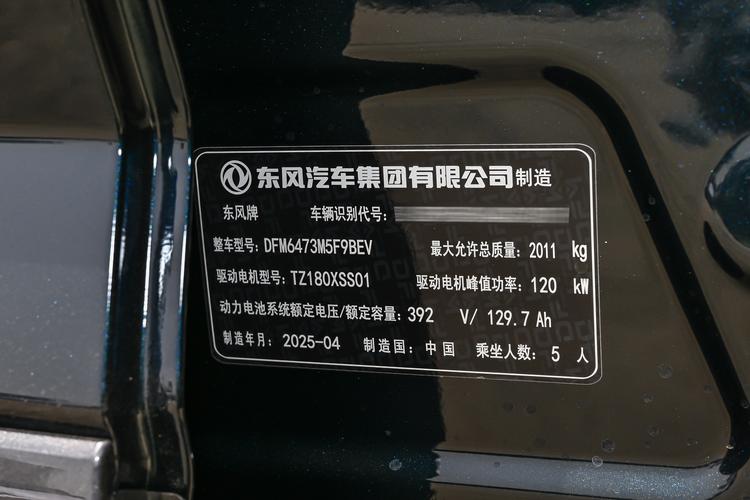 东风汽车集团有限公司制造
东风牌 车辆识别代号:
整车型号: DFM6473M5F9BEV 最大允许总质量: 2011 kg
驱动电机型号: TZ180XSS01 驱动电机峰值功率: 120 kW
动力电池系统额定电压/额定容量: 392 V/ 129.7 Ah
制造年月: 2025-04 制造国: 中国 乘坐人数: 5 人